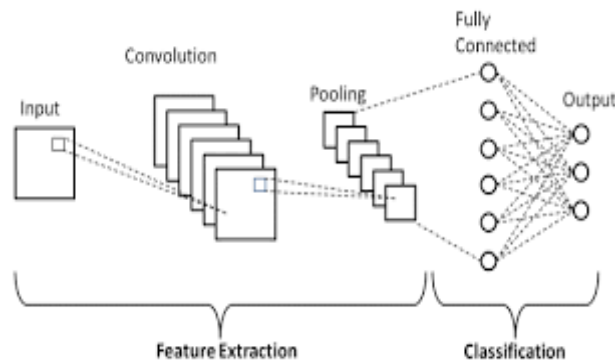 Fully
Connected
Convolution
Pooling
Input
Output
Feature Extraction
Classification